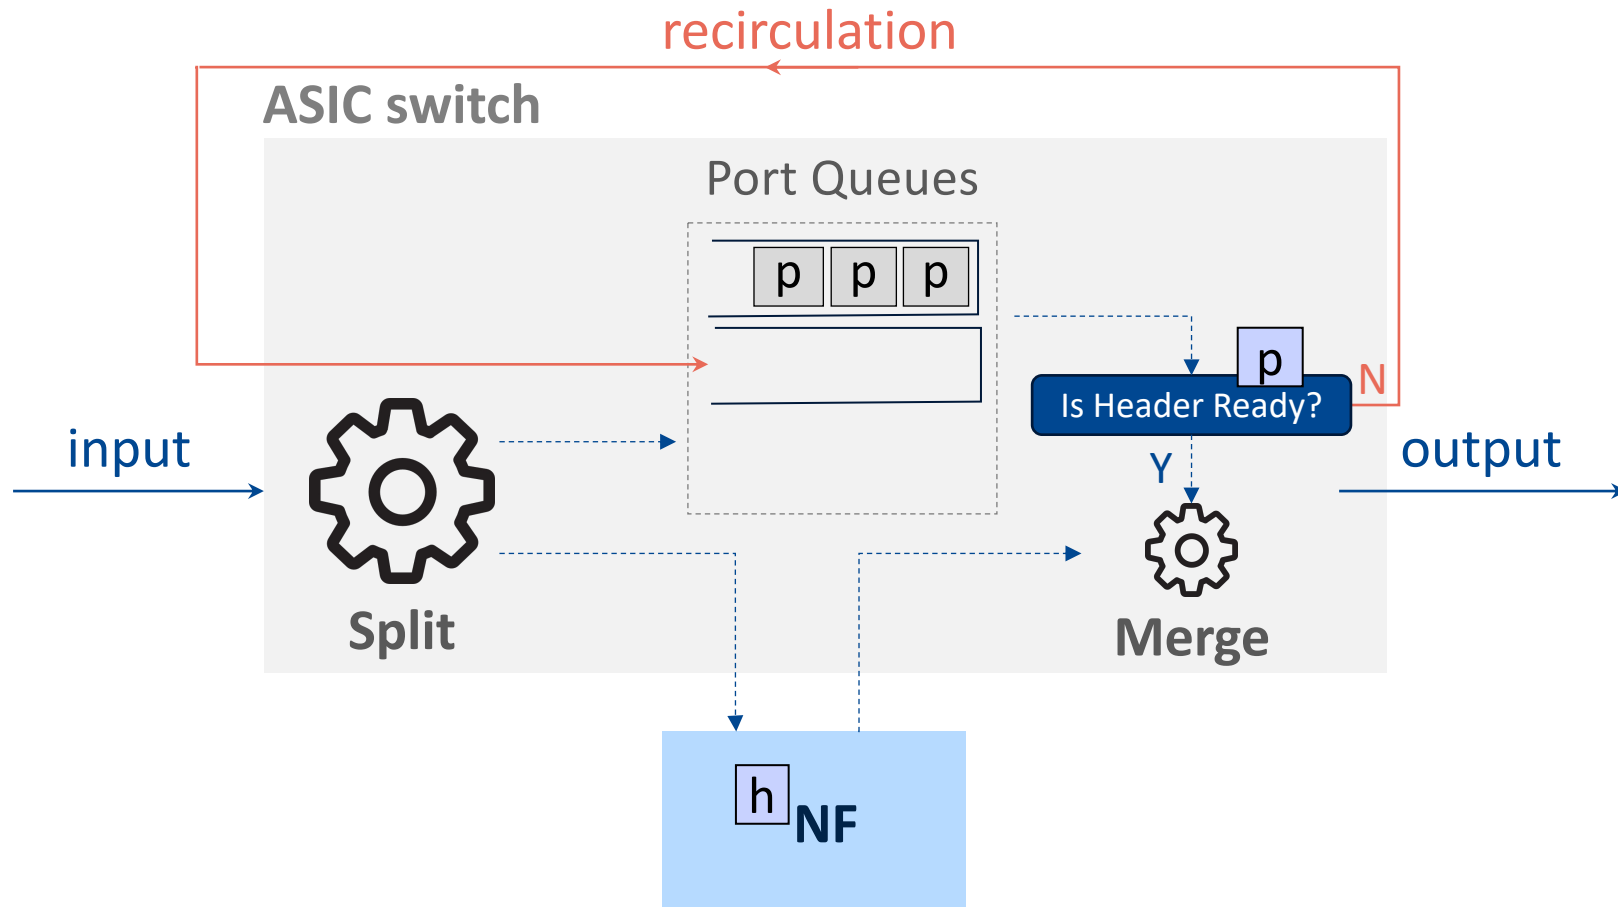 recirculation
ASIC switch
Port Queues
p p p
p
N
Is Header Ready?
input
Y
output
Split
Merge
h
NF